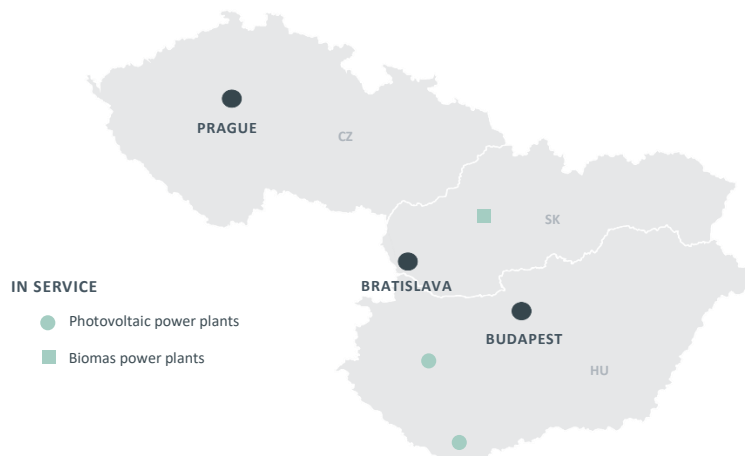 PRAGUE
CZ
SK
BRATISLAVA
IN SERVICE
Photovoltaic power plants
BUDAPEST
Biomas power plants
HU